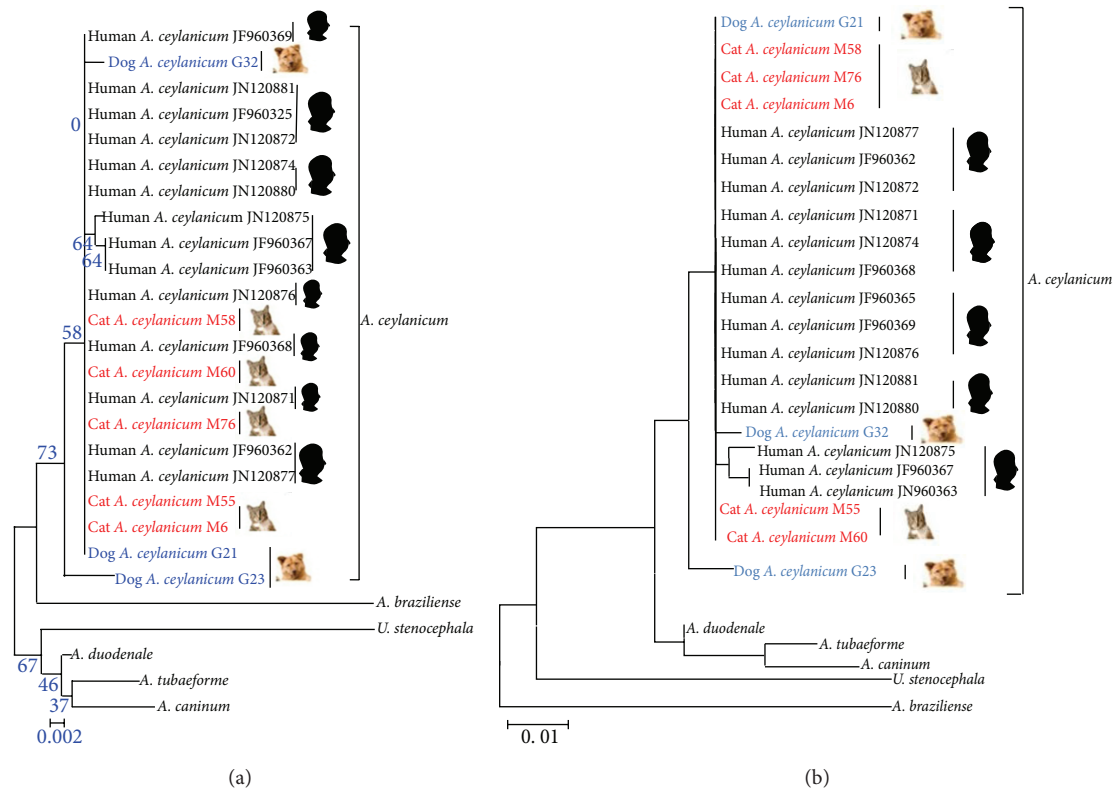 Human A. ceylanicum JF960369
Dog A. ceylanicum G32
Human A. ceylanicum JN120881
Human A. ceylanicum JF960325
0
Human A. ceylanicum JN120872
Human A. ceylanicum JN120874
Human A. ceylanicum JN120880
Human A. ceylanicum JN120875
64
Human A. ceylanicum JF960367
64
Human A. ceylanicum JF960363
Human A. ceylanicum JN120876
Cat A. ceylanicum M58
A. ceylanicum
58
Human A. ceylanicum JF960368
Cat A. ceylanicum M60
Human A. ceylanicum JN120871
Cat A. ceylanicum M76
73
Human A. ceylanicum JF960362
Human A. ceylanicum JN120877
Cat A. ceylanicum M55
Cat A. ceylanicum M6
Dog A. ceylanicum G21
Dog A. ceylanicum G23
A. braziliense
U. stenocephala
67
A. duodenale
46
A. tubaeforme
37
A. caninum
0.002
(a)
Dog A. ceylanicum G21
Cat A. ceylanicum M58
Cat A. ceylanicum M76
Cat A. ceylanicum M6
Human A. ceylanicum JN120877
Human A. ceylanicum JF960362
Human A. ceylanicum JN120872
Human A. ceylanicum JN120871
Human A. ceylanicum JN120874
Human A. ceylanicum JF960368
A. ceylanicum
Human A. ceylanicum JF960365
Human A. ceylanicum JF960369
Human A. ceylanicum JN120876
Human A. ceylanicum JN120881
Human A. ceylanicum JN120880
Dog A. ceylanicum G32
Human A. ceylanicum JN120875
Human A. ceylanicum JF960367
Human A. ceylanicum JN960363
Cat A. ceylanicum M55
Cat A. ceylanicum M60
Dog A. ceylanicum G23
A. duodenale
A. tubaeforme
A. caninum
U. stenocephala
A. braziliense
0. 01
(b)